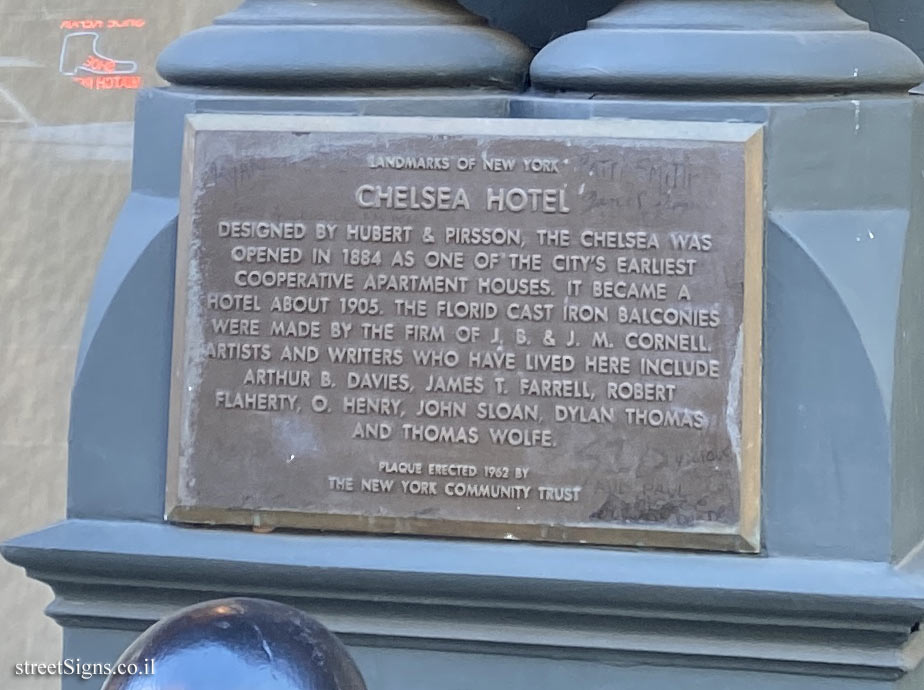 LANDMARKS OF NEW YORK
CHELSEA HOTEL
DESIGNED BY HUBERT & PIRSSON, THE CHELSEA WAS
OPENED IN 1884 AS ONE OF THE CITY'S EARLIEST
COOPERATIVE APARTMENT HOUSES. IT BECAME A
HOTEL ABOUT 1905. THE FLORID CAST IRON BALCONIES
WERE MADE BY THE FIRM OF J. B. & J. M. CORNELL.
ARTISTS AND WRITERS WHO HAVE LIVED HERE INCLUDE
ARTHUR B. DAVIES, JAMES T. FARRELL, ROBERT
FLAHERTY, O. HENRY, JOHN SLOAN, DYLAN THOMAS
AND THOMAS WOLFE.
PLAQUE ERECTED 1962 BY
THE NEW YORK COMMUNITY TRUST
PATTI SMITH
SID
SHOE
streetSigns.co.il